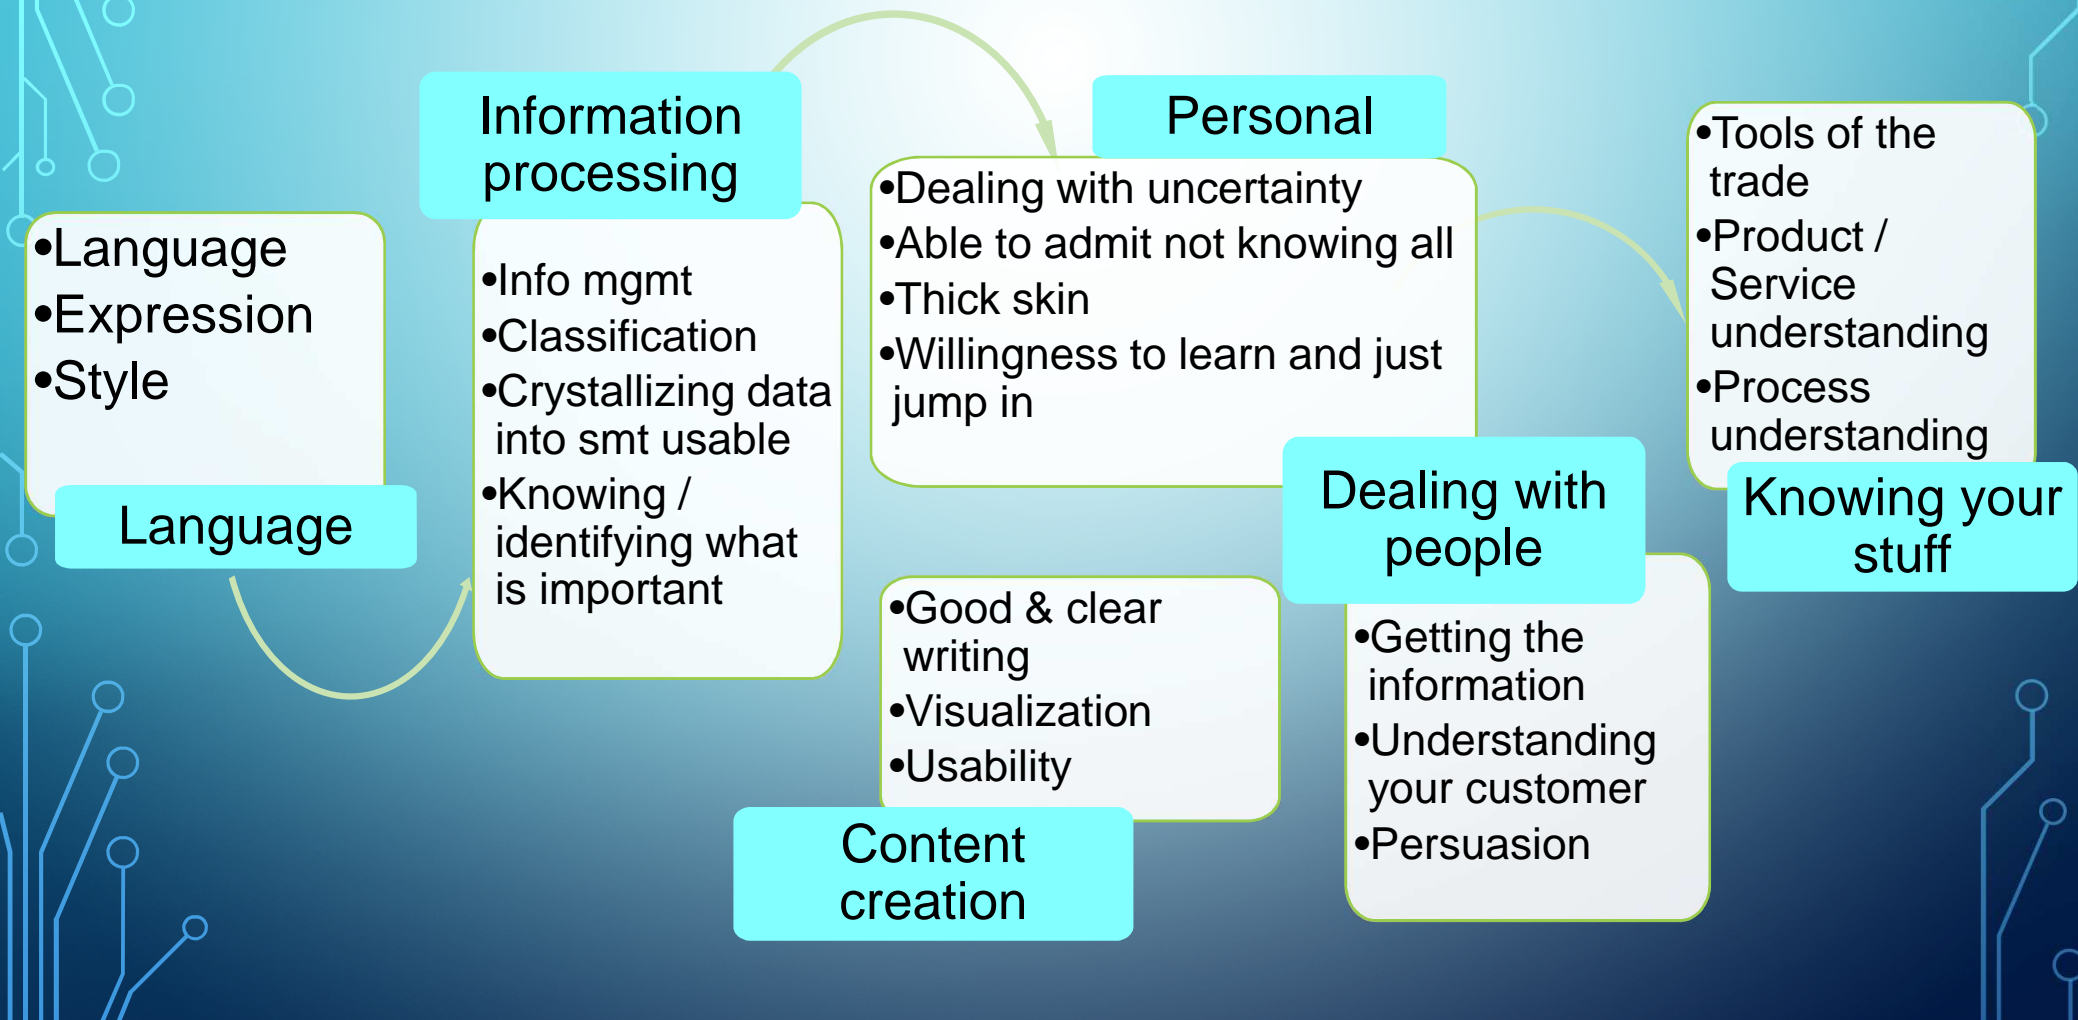 •Language
•Expression
•Style
Language
Information
processing
•Info mgmt
•Classification
•Crystallizing data
into smt usable
•Knowing /
identifying what
is important
Personal
•Dealing with uncertainty
•Able to admit not knowing all
•Thick skin
•Willingness to learn and just
jump in
•Good & clear
writing
•Visualization
•Usability
Content
creation
Dealing with
people
•Getting the
information
•Understanding
your customer
•Persuasion
•Tools of the
trade
•Product /
Service
understanding
•Process
understanding
Knowing your
stuff